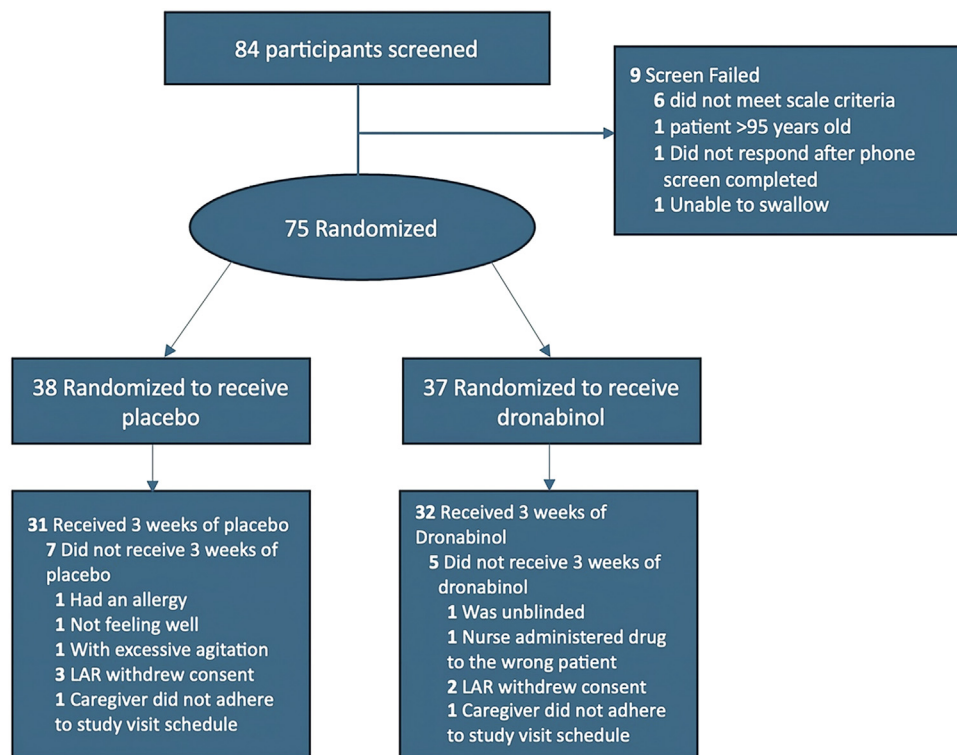 84 participants screened
9 Screen Failed
6 did not meet scale criteria
1 patient >95 years old
1 Did not respond after phone
screen completed
1 Unable to swallow
75 Randomized
38 Randomized to receive
placebo
37 Randomized to receive
dronabinol
31 Received 3 weeks of placebo
7 Did not receive 3 weeks of
placebo
1 Had an allergy
1 Not feeling well
1 With excessive agitation
3 LAR withdrew consent
1 Caregiver did not adhere
to study visit schedule
32 Received 3 weeks of
Dronabinol
5 Did not receive 3 weeks of
dronabinol
1 Was unblinded
1 Nurse administered drug
to the wrong patient
2 LAR withdrew consent
1 Caregiver did not adhere
to study visit schedule